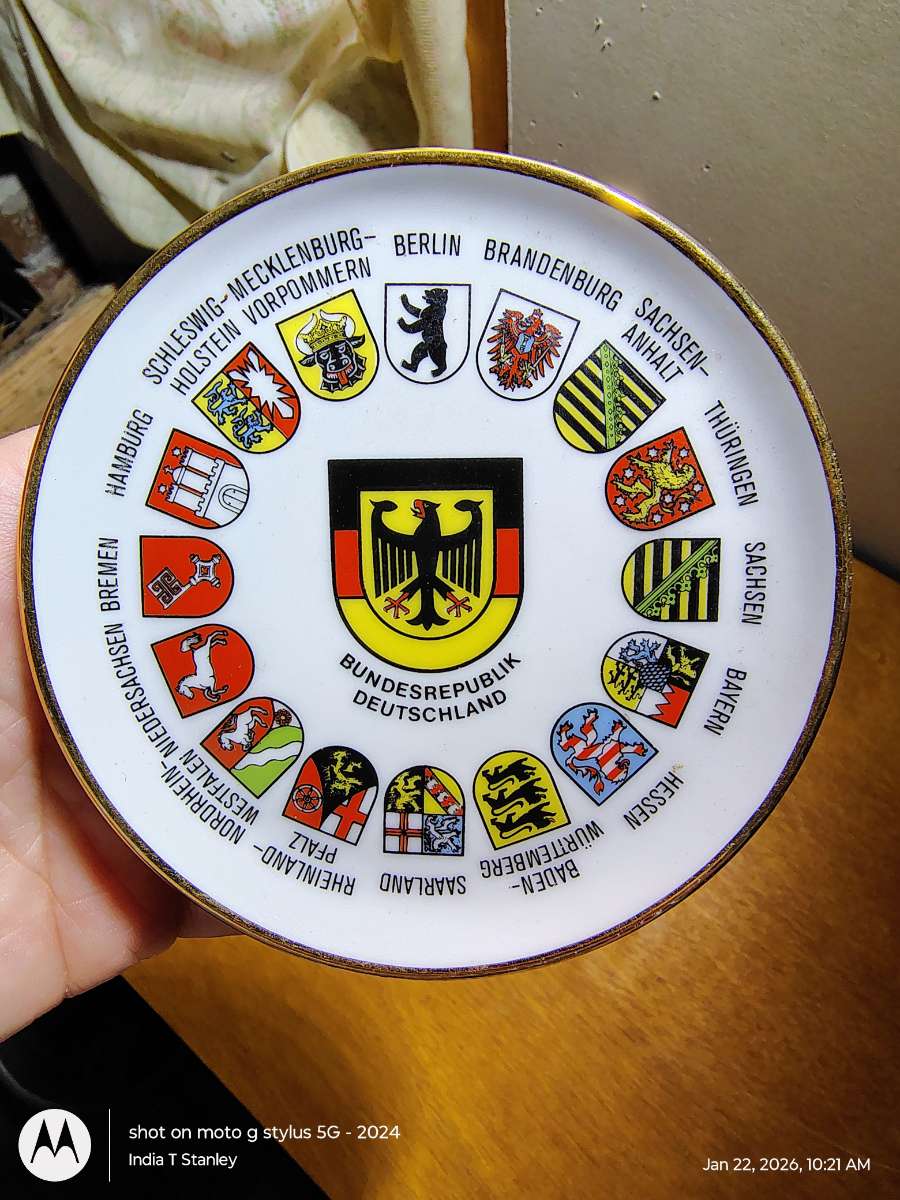 BERLIN
BRANDENBURG
SACHSEN-
ANHALT
THÜRINGEN
SACHSEN
BAYERN
HESSEN
BADEN-
WÜRTTEMBERG
SAARLAND
RHEINLAND-
PFALZ
NORDRHEIN-
WESTFALEN
NIEDERSACHSEN
BREMEN
HAMBURG
SCHLESWIG-
HOLSTEIN
MECKLENBURG-
VORPOMMERN
BUNDESREPUBLIK
DEUTSCHLAND
shot on moto g stylus 5G - 2024
India T Stanley
Jan 22, 2026, 10:21 AM